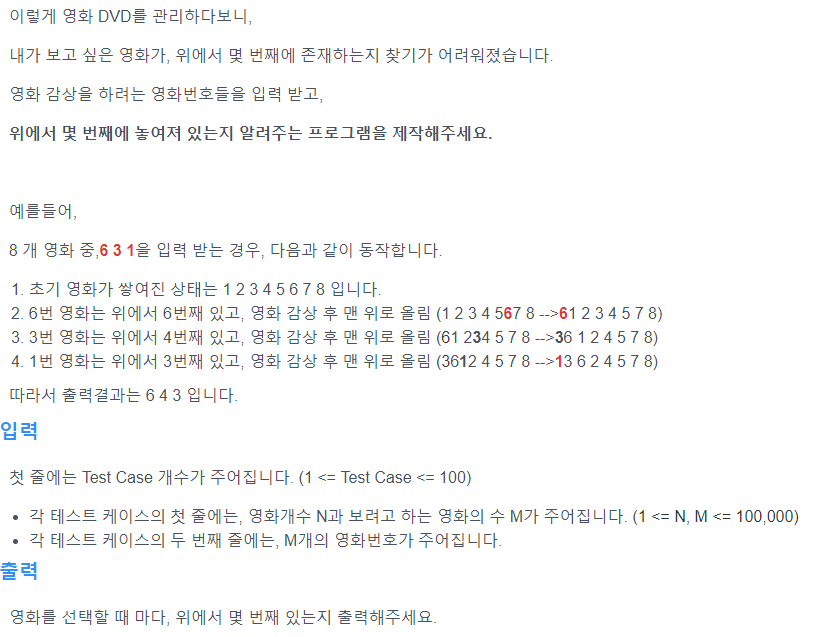 이렇게 영화 DVD를 관리하다보니,
내가 보고 싶은 영화가, 위에서 몇 번째에 존재하는지 찾기가 어려워졌습니다.
영화 감상을 하려는 영화번호들을 입력 받고,
위에서 몇 번째에 놓여져 있는지 알려주는 프로그램을 제작해주세요.
예를들어,
8 개 영화 중,6 3 1을 입력 받는 경우, 다음과 같이 동작합니다.
1. 초기 영화가 쌓여진 상태는 1 2 3 4 5 6 7 8 입니다.
2. 6번 영화는 위에서 6번째 있고, 영화 감상 후 맨 위로 올림 (1 2 3 4 567 8 -->61 2 3 4 5 7 8)
3. 3번 영화는 위에서 4번째 있고, 영화 감상 후 맨 위로 올림 (61 234 5 7 8 -->36 1 2 4 5 7 8)
4. 1번 영화는 위에서 3번째 있고, 영화 감상 후 맨 위로 올림 (3612 4 5 7 8 -->13 6 2 4 5 7 8)
따라서 출력결과는 6 4 3 입니다.
입력
첫 줄에는 Test Case 개수가 주어집니다. (1 <= Test Case <= 100)
• 각 테스트 케이스의 첫 줄에는, 영화개수 N과 보려고 하는 영화의 수 M가 주어집니다. (1 <= N, M <= 100,000)
• 각 테스트 케이스의 두 번째 줄에는, M개의 영화번호가 주어집니다.
출력
영화를 선택할 때 마다, 위에서 몇 번째 있는지 출력해주세요.